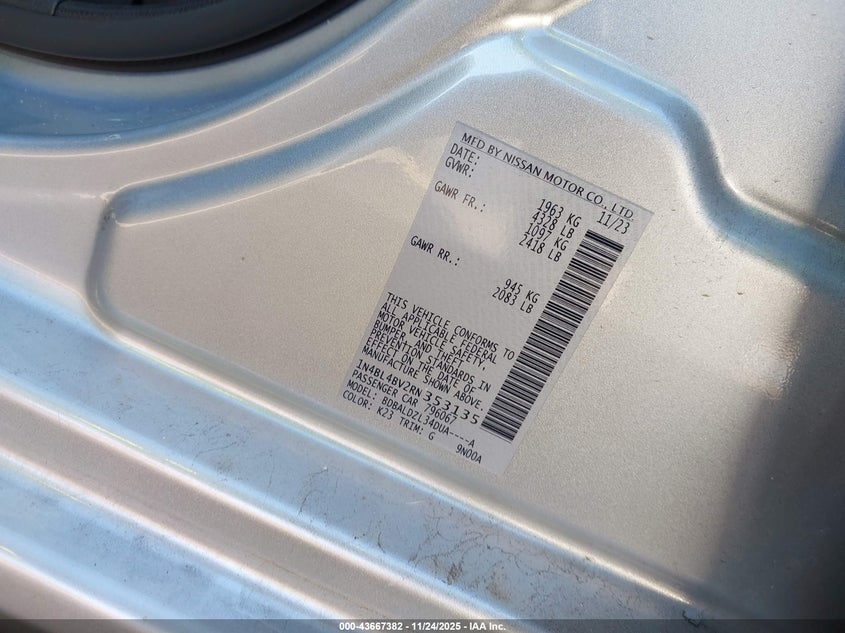 MFD BY NISSAN MOTOR CO., LTD.
DATE: 11/23
GVWR: 1963 KG
4328 LB
GAWR FR.: 1097 KG
2418 LB
GAWR RR.: 945 KG
2083 LB
THIS VEHICLE CONFORMS TO
ALL APPLICABLE FEDERAL
MOTOR VEHICLE SAFETY,
BUMPER, AND THEFT
PREVENTION STANDARDS IN
EFFECT ON THE DATE OF
MANUFACTURE SHOWN ABOVE.
1N4BL4BV2RN353135
PASSENGER CAR 796067
MODEL: BDBALDZL34DUA----A
COLOR: K23 TRIM: G 9N00A
000-43667382 - 11/24/2025 - IAA Inc.